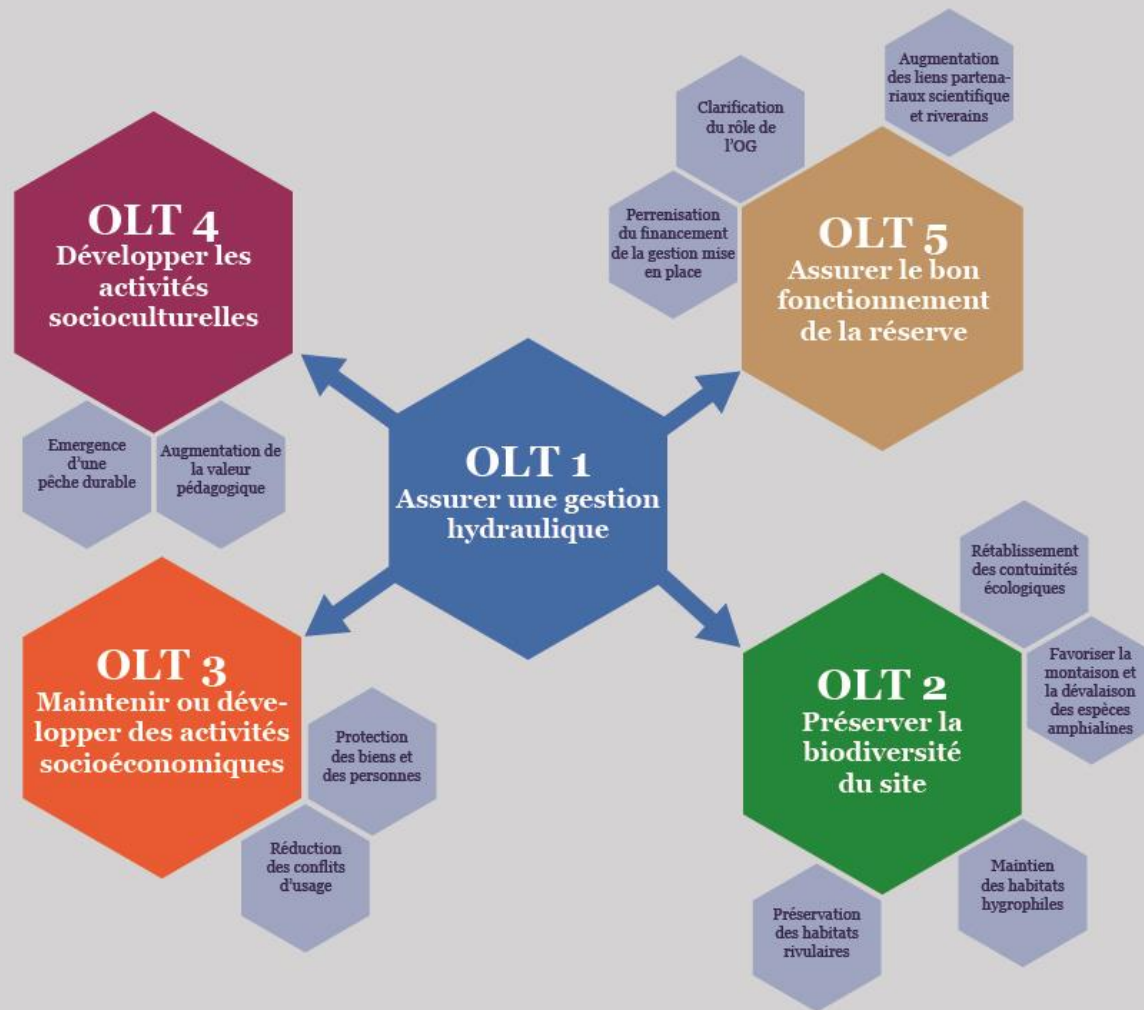 Augmentation
des liens partena-
riaux scientifique
et riverains
Clarification
du rôle de
l'OG
Perrenisation
du financement
de la gestion mise
en place
OLT 5
Assurer le bon
fonctionnement
de la réserve
OLT 4
Développer les
activités
socioculturelles
Emergence
d'une
pêche durable
Augmentation de
la valeur
pédagogique
OLT 1
Assurer une gestion
hydraulique
OLT 3
Maintenir ou déve-
lopper des activités
socioéconomiques
Protection
des biens et
des personnes
Réduction
des conflits
d'usage
OLT 2
Préserver la
biodiversité
du site
Rétablissement
des contuinités
écologiques
Favoriser la
montaison et
la dévalaison
des espèces
amphialines
Maintien
des habitats
hygrophiles
Préservation
des habitats
rivulaires